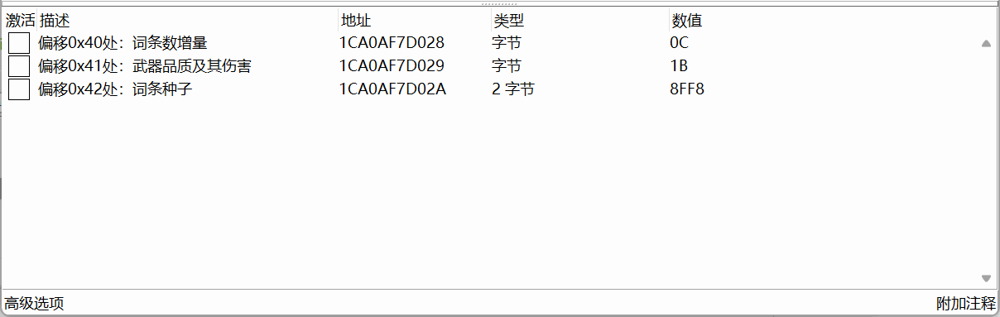 激活 描述 地址 类型 数值
偏移0x40处：词条数增量 1CA0AF7D028 字节 0C
偏移0x41处：武器品质及其伤害 1CA0AF7D029 字节 1B
偏移0x42处：词条种子 1CA0AF7D02A 2 字节 8FF8
高级选项 附加注释